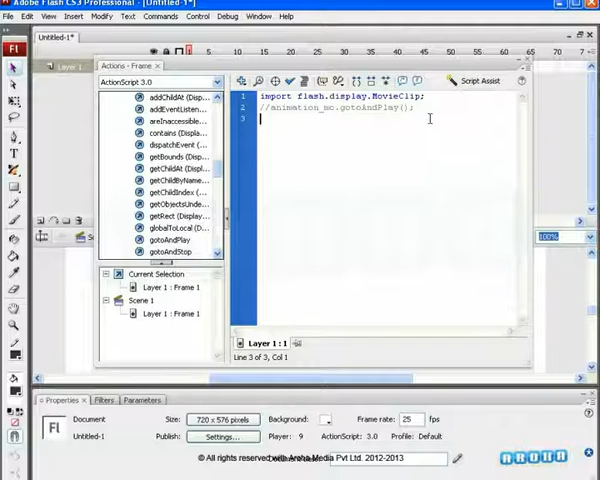 Adobe Flash CS3 Professional - [Untitled-1*]
File Edit View Insert Modify Text Commands Control Debug Window Help
Untitled-1*
5 10 15 20 25 30 35 40 45 50 55 60 65 70
Layer 1
Actions - Frame
ActionScript 3.0
Script Assist
addChildAt (Disp...
addEventListen...
areInaccessible...
contains (Displa...
dispatchEvent (...
getBounds (Disp...
getChildAt (Displ...
getChildByName...
getChildIndex (...
getObjectsUnde...
getRect (Display...
globalToLocal (D...
gotoAndPlay
gotoAndStop
1 import flash.display.MovieClip;
2 //animation_mc.gotoAndPlay();
3
Current Selection
Layer 1 : Frame 1
Scene 1
Layer 1 : Frame 1
Layer 1 : 1
Line 3 of 3, Col 1
100%
Properties Filters Parameters
Fl
Document
Untitled-1
Size: 720 x 576 pixels
Background:
Frame rate: 25 fps
Publish: Settings...
Player: 9
ActionScript: 3.0
Profile: Default
© All rights reserved with Aroha Media Pvt Ltd. 2012-2013
AROHA